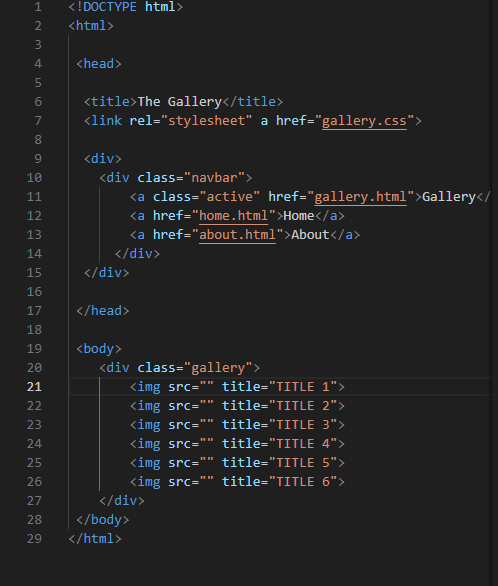 1 <!DOCTYPE html>
2 <html>
3
4 <head>
5
6 <title>The Gallery</title>
7 <link rel="stylesheet" a href="gallery.css">
8
9 <div>
10 <div class="navbar">
11 <a class="active" href="gallery.html">Gallery</
12 <a href="home.html">Home</a>
13 <a href="about.html">About</a>
14 </div>
15 </div>
16
17 </head>
18
19 <body>
20 <div class="gallery">
21 <img src="" title="TITLE 1">
22 <img src="" title="TITLE 2">
23 <img src="" title="TITLE 3">
24 <img src="" title="TITLE 4">
25 <img src="" title="TITLE 5">
26 <img src="" title="TITLE 6">
27 </div>
28 </body>
29 </html>